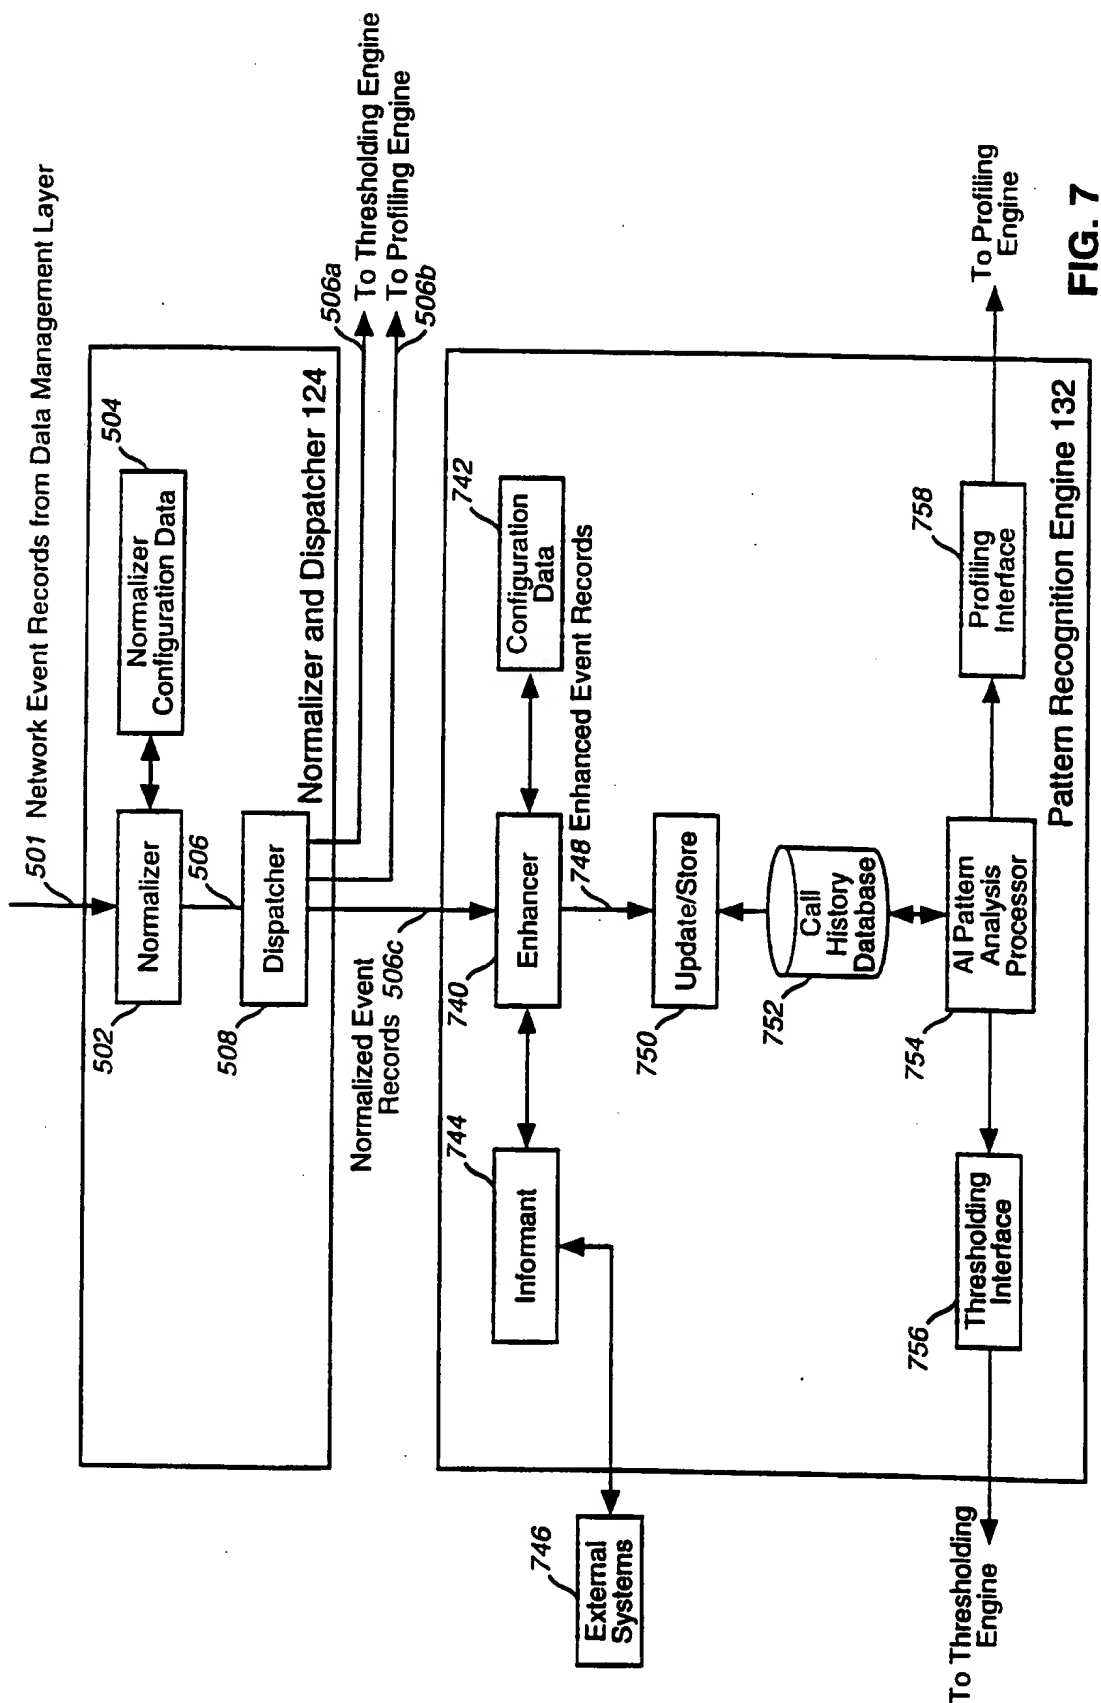 501 Network Event Records from Data Management Layer
504
Normalizer
Configuration Data
Normalizer
502
506
Dispatcher
508
Normalizer and Dispatcher 124
506a
To Thresholding Engine
To Profiling Engine
506b
Normalized Event
Records 506c
744
Informant
740
Enhancer
742
Configuration
Data
748 Enhanced Event Records
746
External
Systems
Update/Store
750
Call
History
Database
752
AI Pattern
Analysis
Processor
754
Thresholding
Interface
756
758
Profiling
Interface
Pattern Recognition Engine 132
To Thresholding
Engine
To Profiling
Engine
FIG. 7